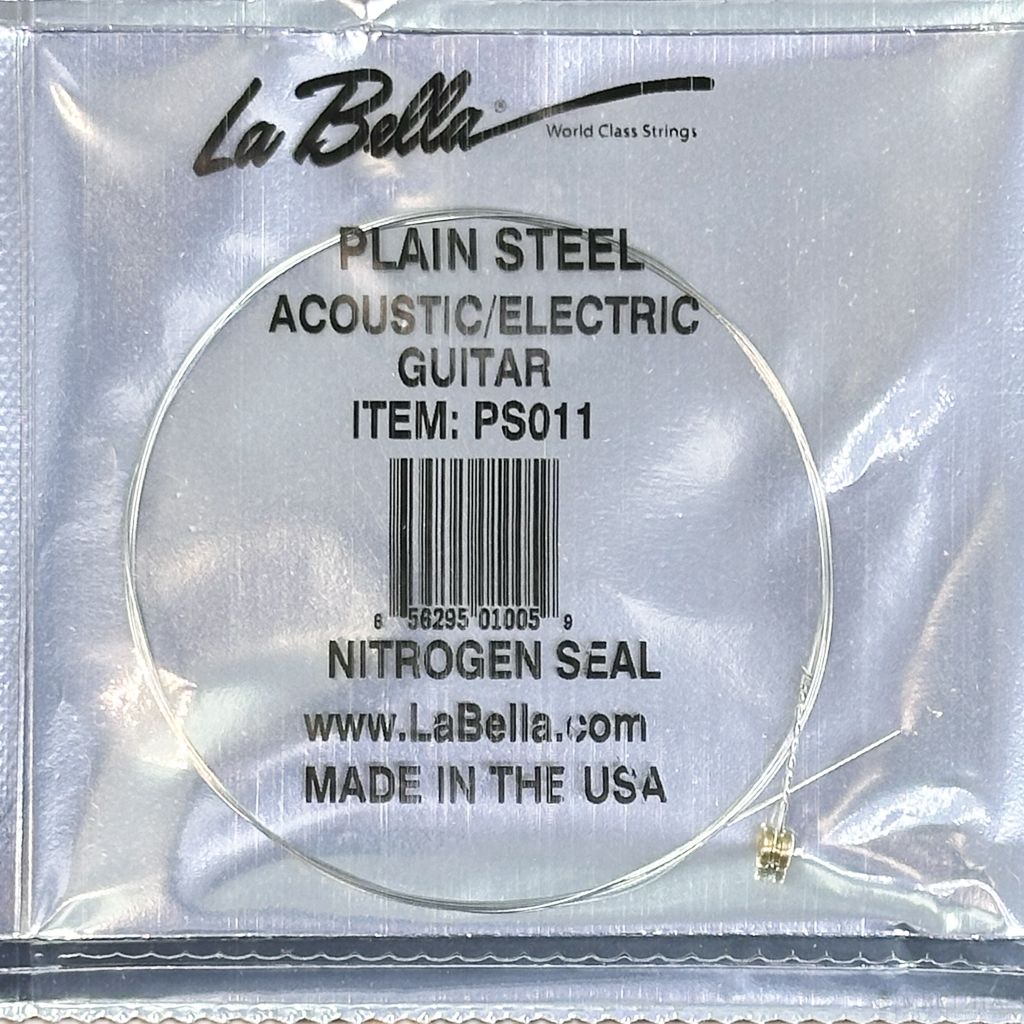 La Bella®
World Class Strings
PLAIN STEEL
ACOUSTIC/ELECTRIC
GUITAR
ITEM: PS011
8 56295 01005 9
NITROGEN SEAL
www.LaBella.com
MADE IN THE USA